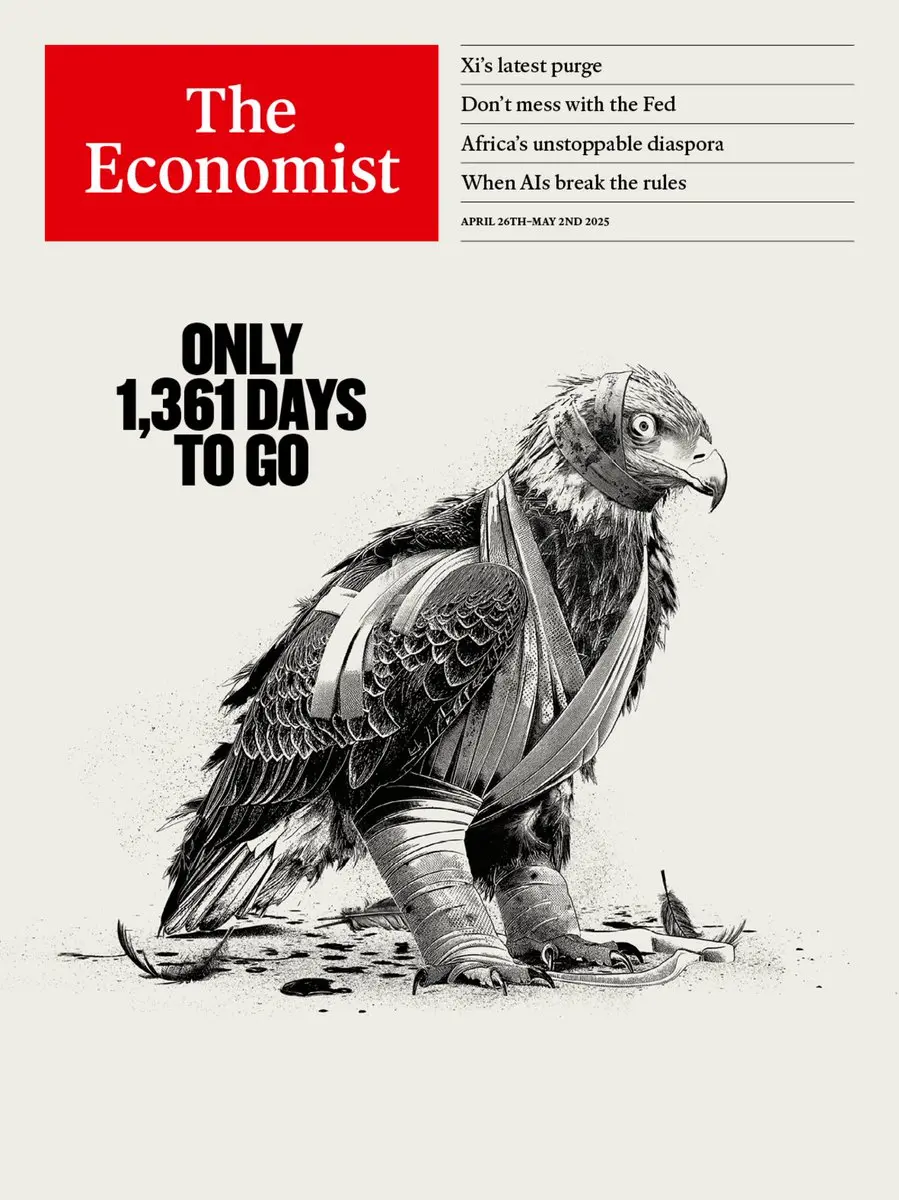 The
Economist
Xi’s latest purge
Don’t mess with the Fed
Africa’s unstoppable diaspora
When AIs break the rules
APRIL 26TH–MAY 2ND 2025
ONLY
1,361 DAYS
TO GO